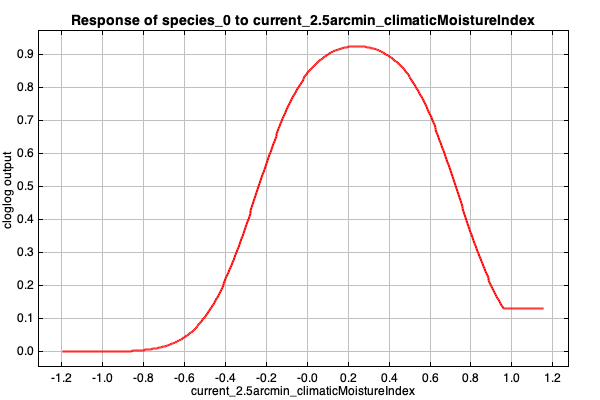 Response of species_0 to current_2.5arcmin_climaticMoistureIndex
cloglog output
0.9
0.8
0.7
0.6
0.5
0.4
0.3
0.2
0.1
0.0
-1.2 -1.0 -0.8 -0.6 -0.4 -0.2 -0.0 0.2 0.4 0.6 0.8 1.0 1.2
current_2.5arcmin_climaticMoistureIndex